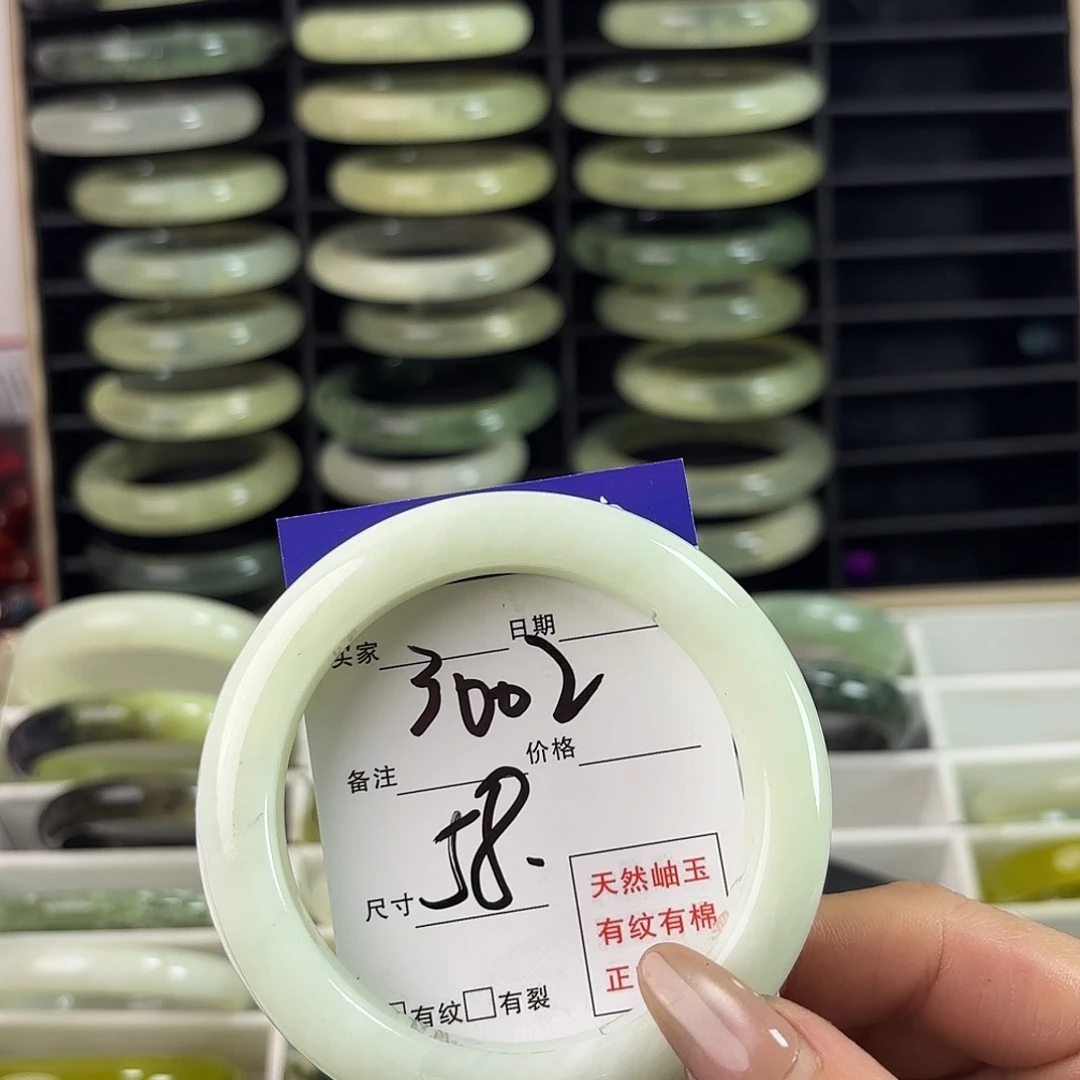 买家 日期
3002
备注 价格
58.
尺寸
天然岫玉
有纹有棉
正
有纹 有裂